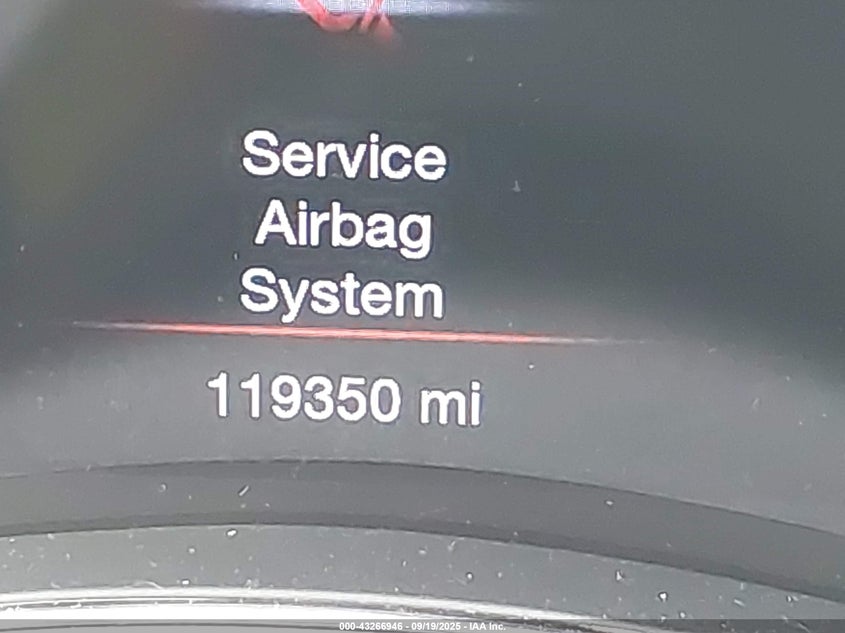 Service
Airbag
System
119350 mi
000-43266946 - 09/19/2025 - IAA Inc.